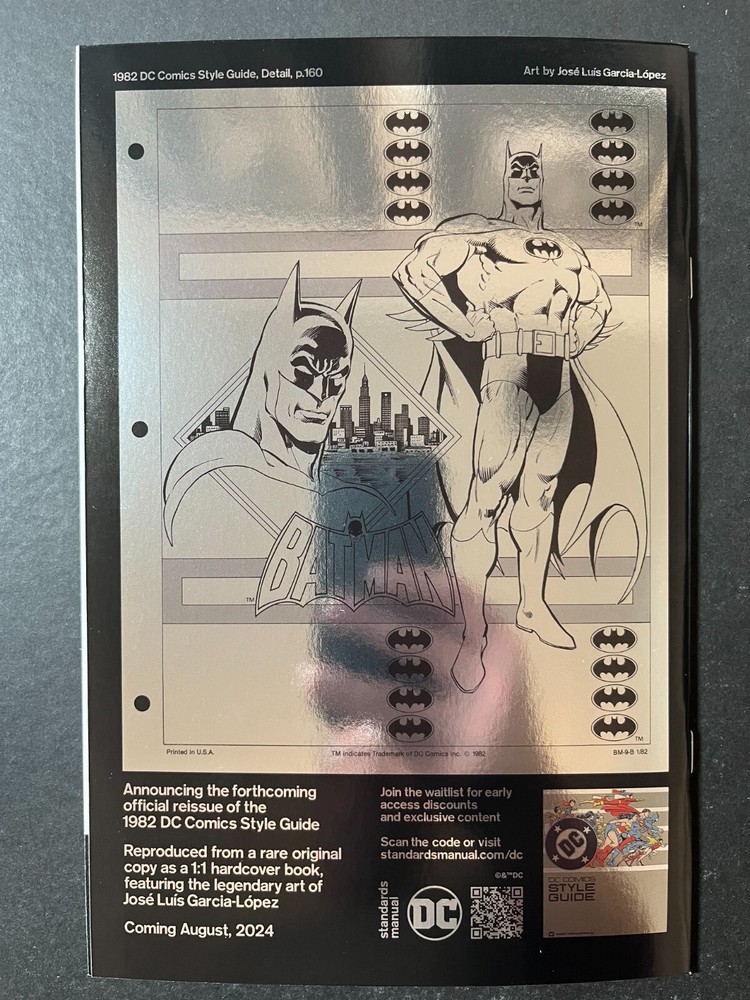 1982 DC Comics Style Guide, Detail, p.160
Art by José Luís Garcia-López
TM
BATMAN
TM
TM
Printed in U.S.A.
TM indicates Trademark of DC Comics Inc. © 1982
BM-9-B 1/82
Announcing the forthcoming
official reissue of the
1982 DC Comics Style Guide
Reproduced from a rare original
copy as a 1:1 hardcover book,
featuring the legendary art of
José Luís Garcia-López
Coming August, 2024
Join the waitlist for early
access discounts
and exclusive content
Scan the code or visit
standardsmanual.com/dc
©&™DC
standards
manual
DC
DC
DC COMICS
STYLE
GUIDE